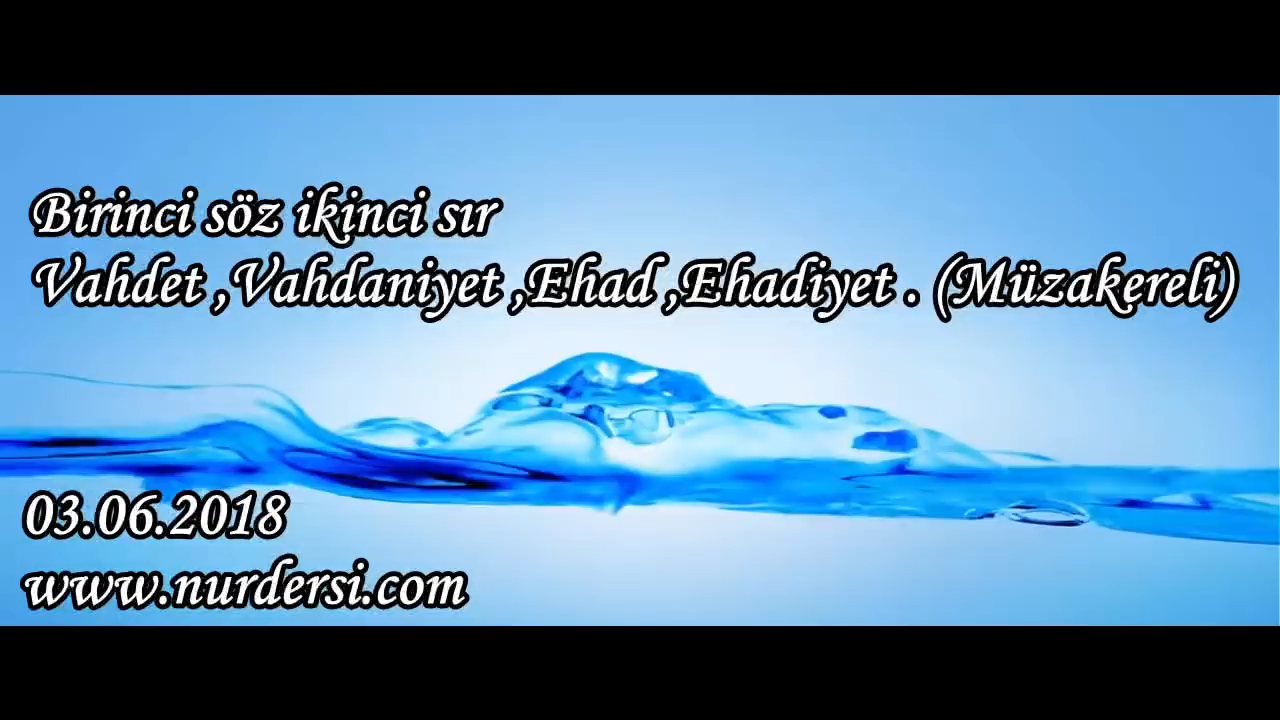 Birinci söz ikinci sır
Vahdet ,Vahdaniyet ,Ehad ,Ehadiyet . (Müzakereli)
03.06.2018
www.nurdersi.com